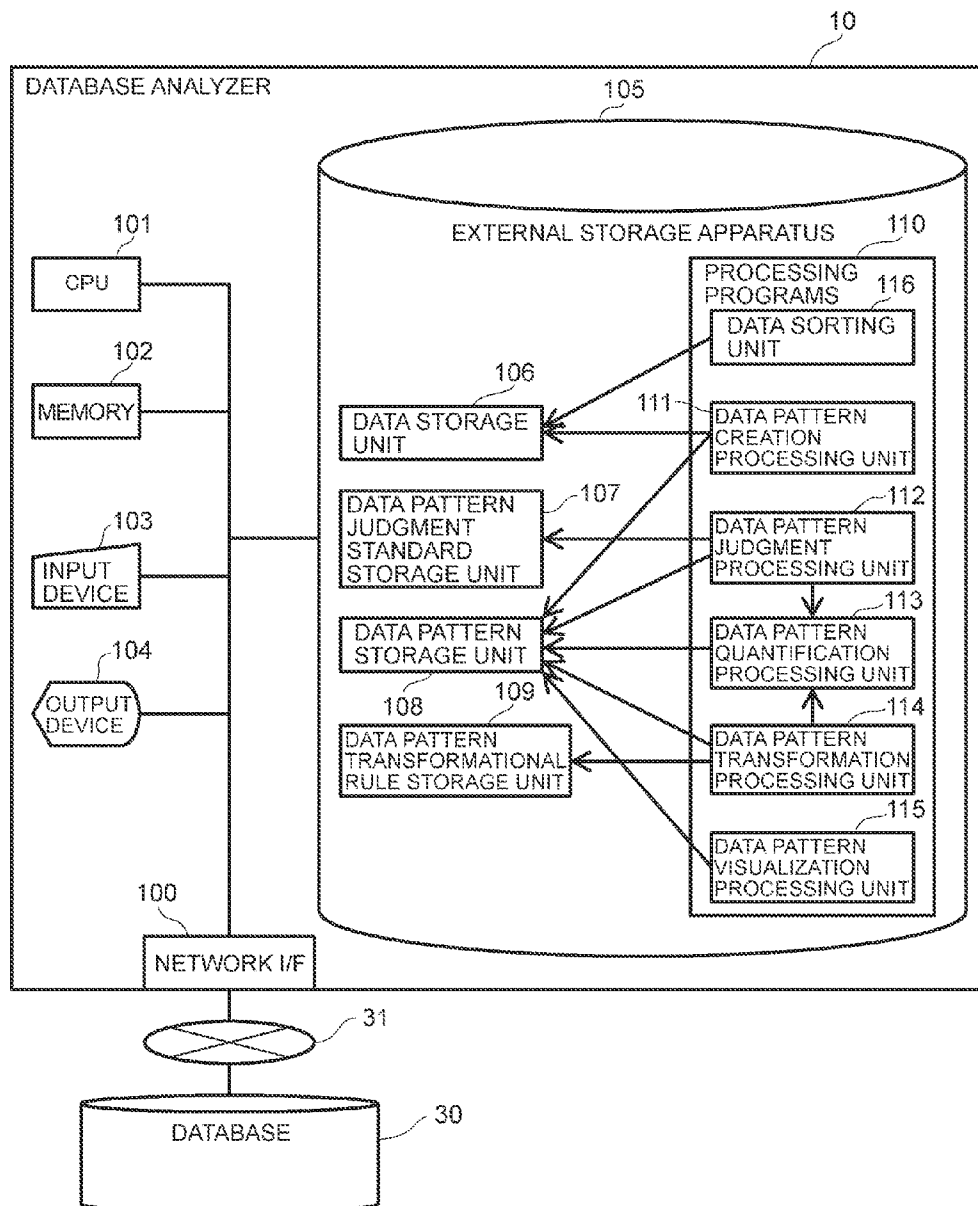 10
DATABASE ANALYZER
105
EXTERNAL STORAGE APPARATUS
101
CPU
102
MEMORY
103
INPUT
DEVICE
104
OUTPUT
DEVICE
110
PROCESSING
PROGRAMS
116
DATA SORTING
UNIT
106
DATA STORAGE
UNIT
111
DATA PATTERN
CREATION
PROCESSING UNIT
107
DATA PATTERN
JUDGMENT
STANDARD
STORAGE UNIT
112
DATA PATTERN
JUDGMENT
PROCESSING UNIT
113
DATA PATTERN
STORAGE UNIT
108
DATA PATTERN
QUANTIFICATION
PROCESSING UNIT
109
DATA PATTERN
TRANSFORMATIONAL
RULE STORAGE UNIT
114
DATA PATTERN
TRANSFORMATION
PROCESSING UNIT
115
DATA PATTERN
VISUALIZATION
PROCESSING UNIT
100
NETWORK I/F
31
30
DATABASE